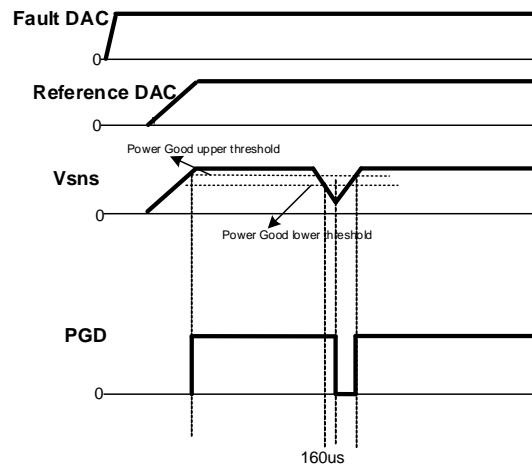 Fault DAC
0
Reference DAC
0
Power Good upper threshold
Vsns
0
Power Good lower threshold
PGD
0
160us